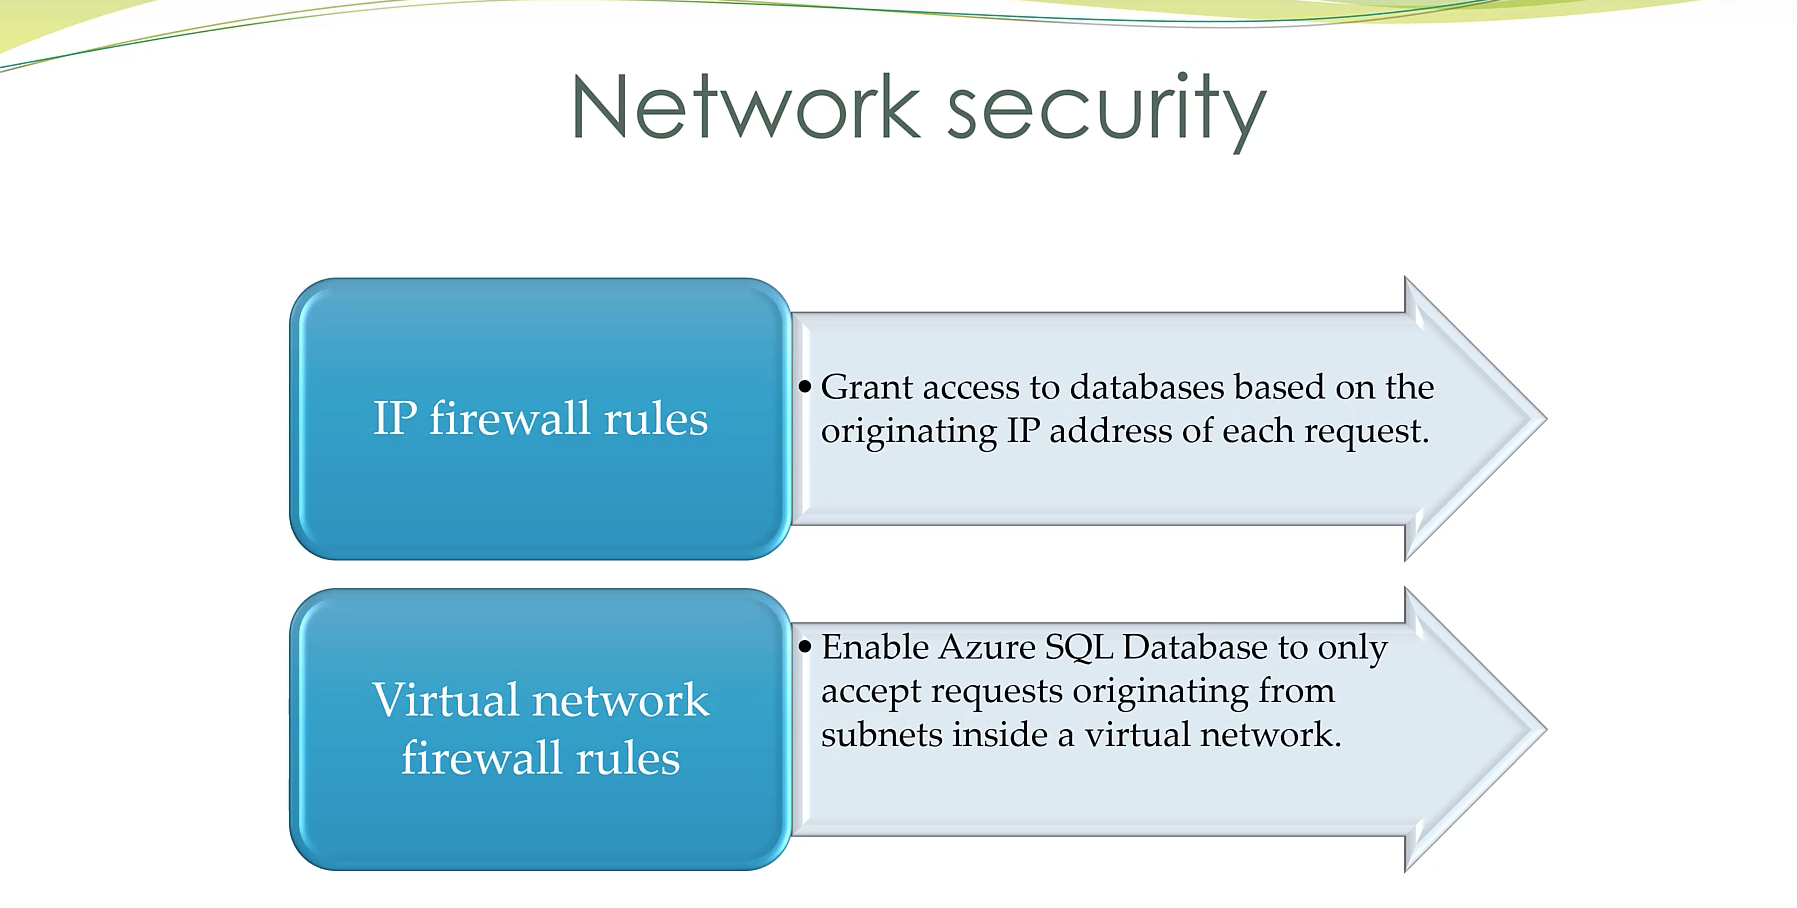 Network security
IP firewall rules
• Grant access to databases based on the
originating IP address of each request.
Virtual network
firewall rules
• Enable Azure SQL Database to only
accept requests originating from
subnets inside a virtual network.